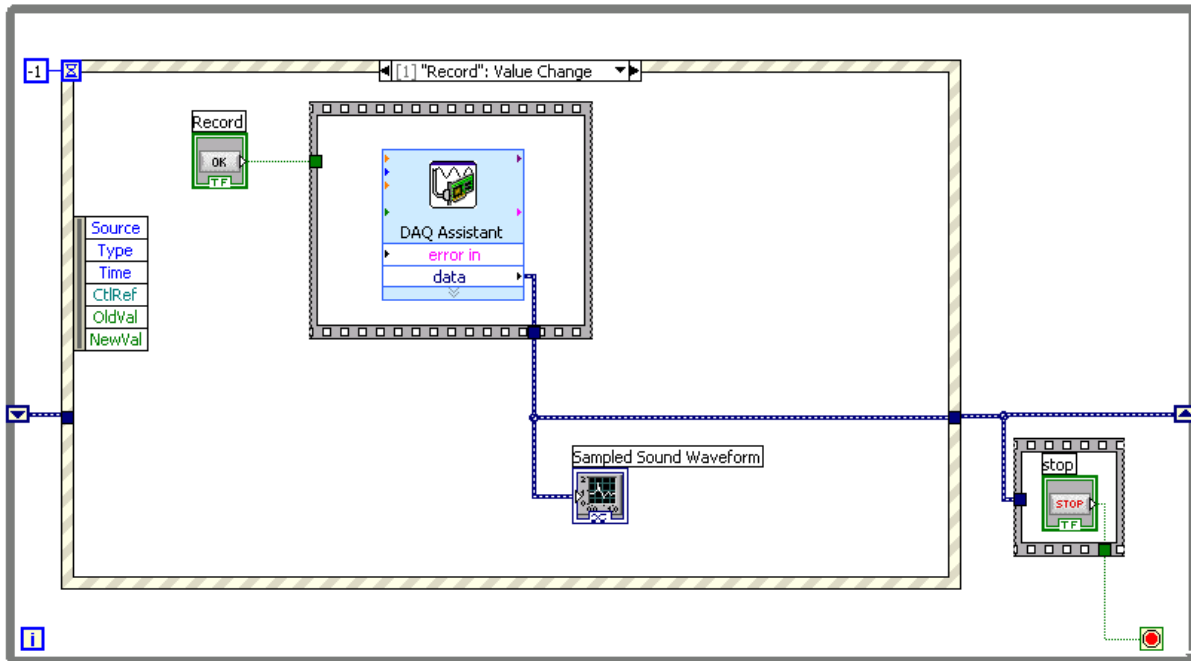 -1
[1] "Record": Value Change
Record
OK
TF
DAQ Assistant
error in
data
Source
Type
Time
CtlRef
OldVal
NewVal
Sampled Sound Waveform
stop
STOP
TF
i